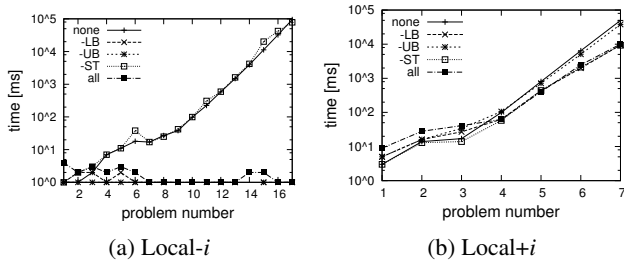 10^5
10^4
10^3
10^2
10^1
10^0
time [ms]
none
-LB
-UB
-ST
all
2 4 6 8 10 12 14 16
problem number
(a) Local-i
10^5
10^4
10^3
10^2
10^1
10^0
time [ms]
none
-LB
-UB
-ST
all
1 2 3 4 5 6 7
problem number
(b) Local+i